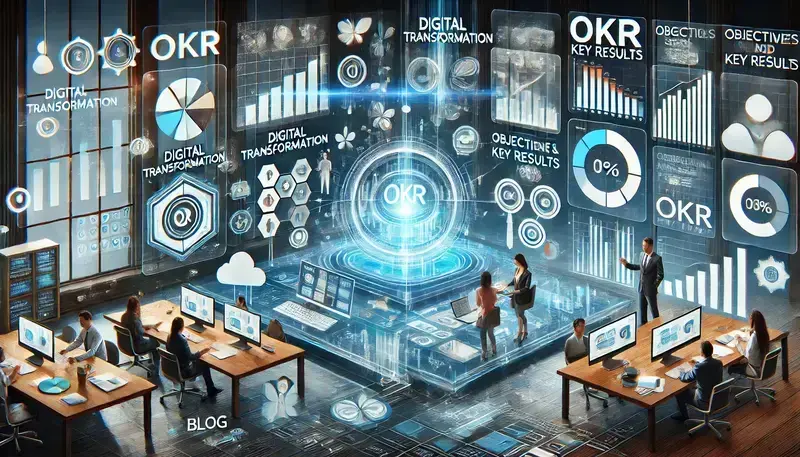 OKR
DIGITAL
TRANSFORMATION
DIGITAL
TRANSFORMATION
DIGITAL
TRANSFORMATION
DIGITAL
TRANSFORMATION
OKR
OBJECTIVE &
KEY RESULTS
OKR
KEY RESULTS
OBJECTIVES
AND
KEY RESULTS
0%
OKR
03%
BLOG